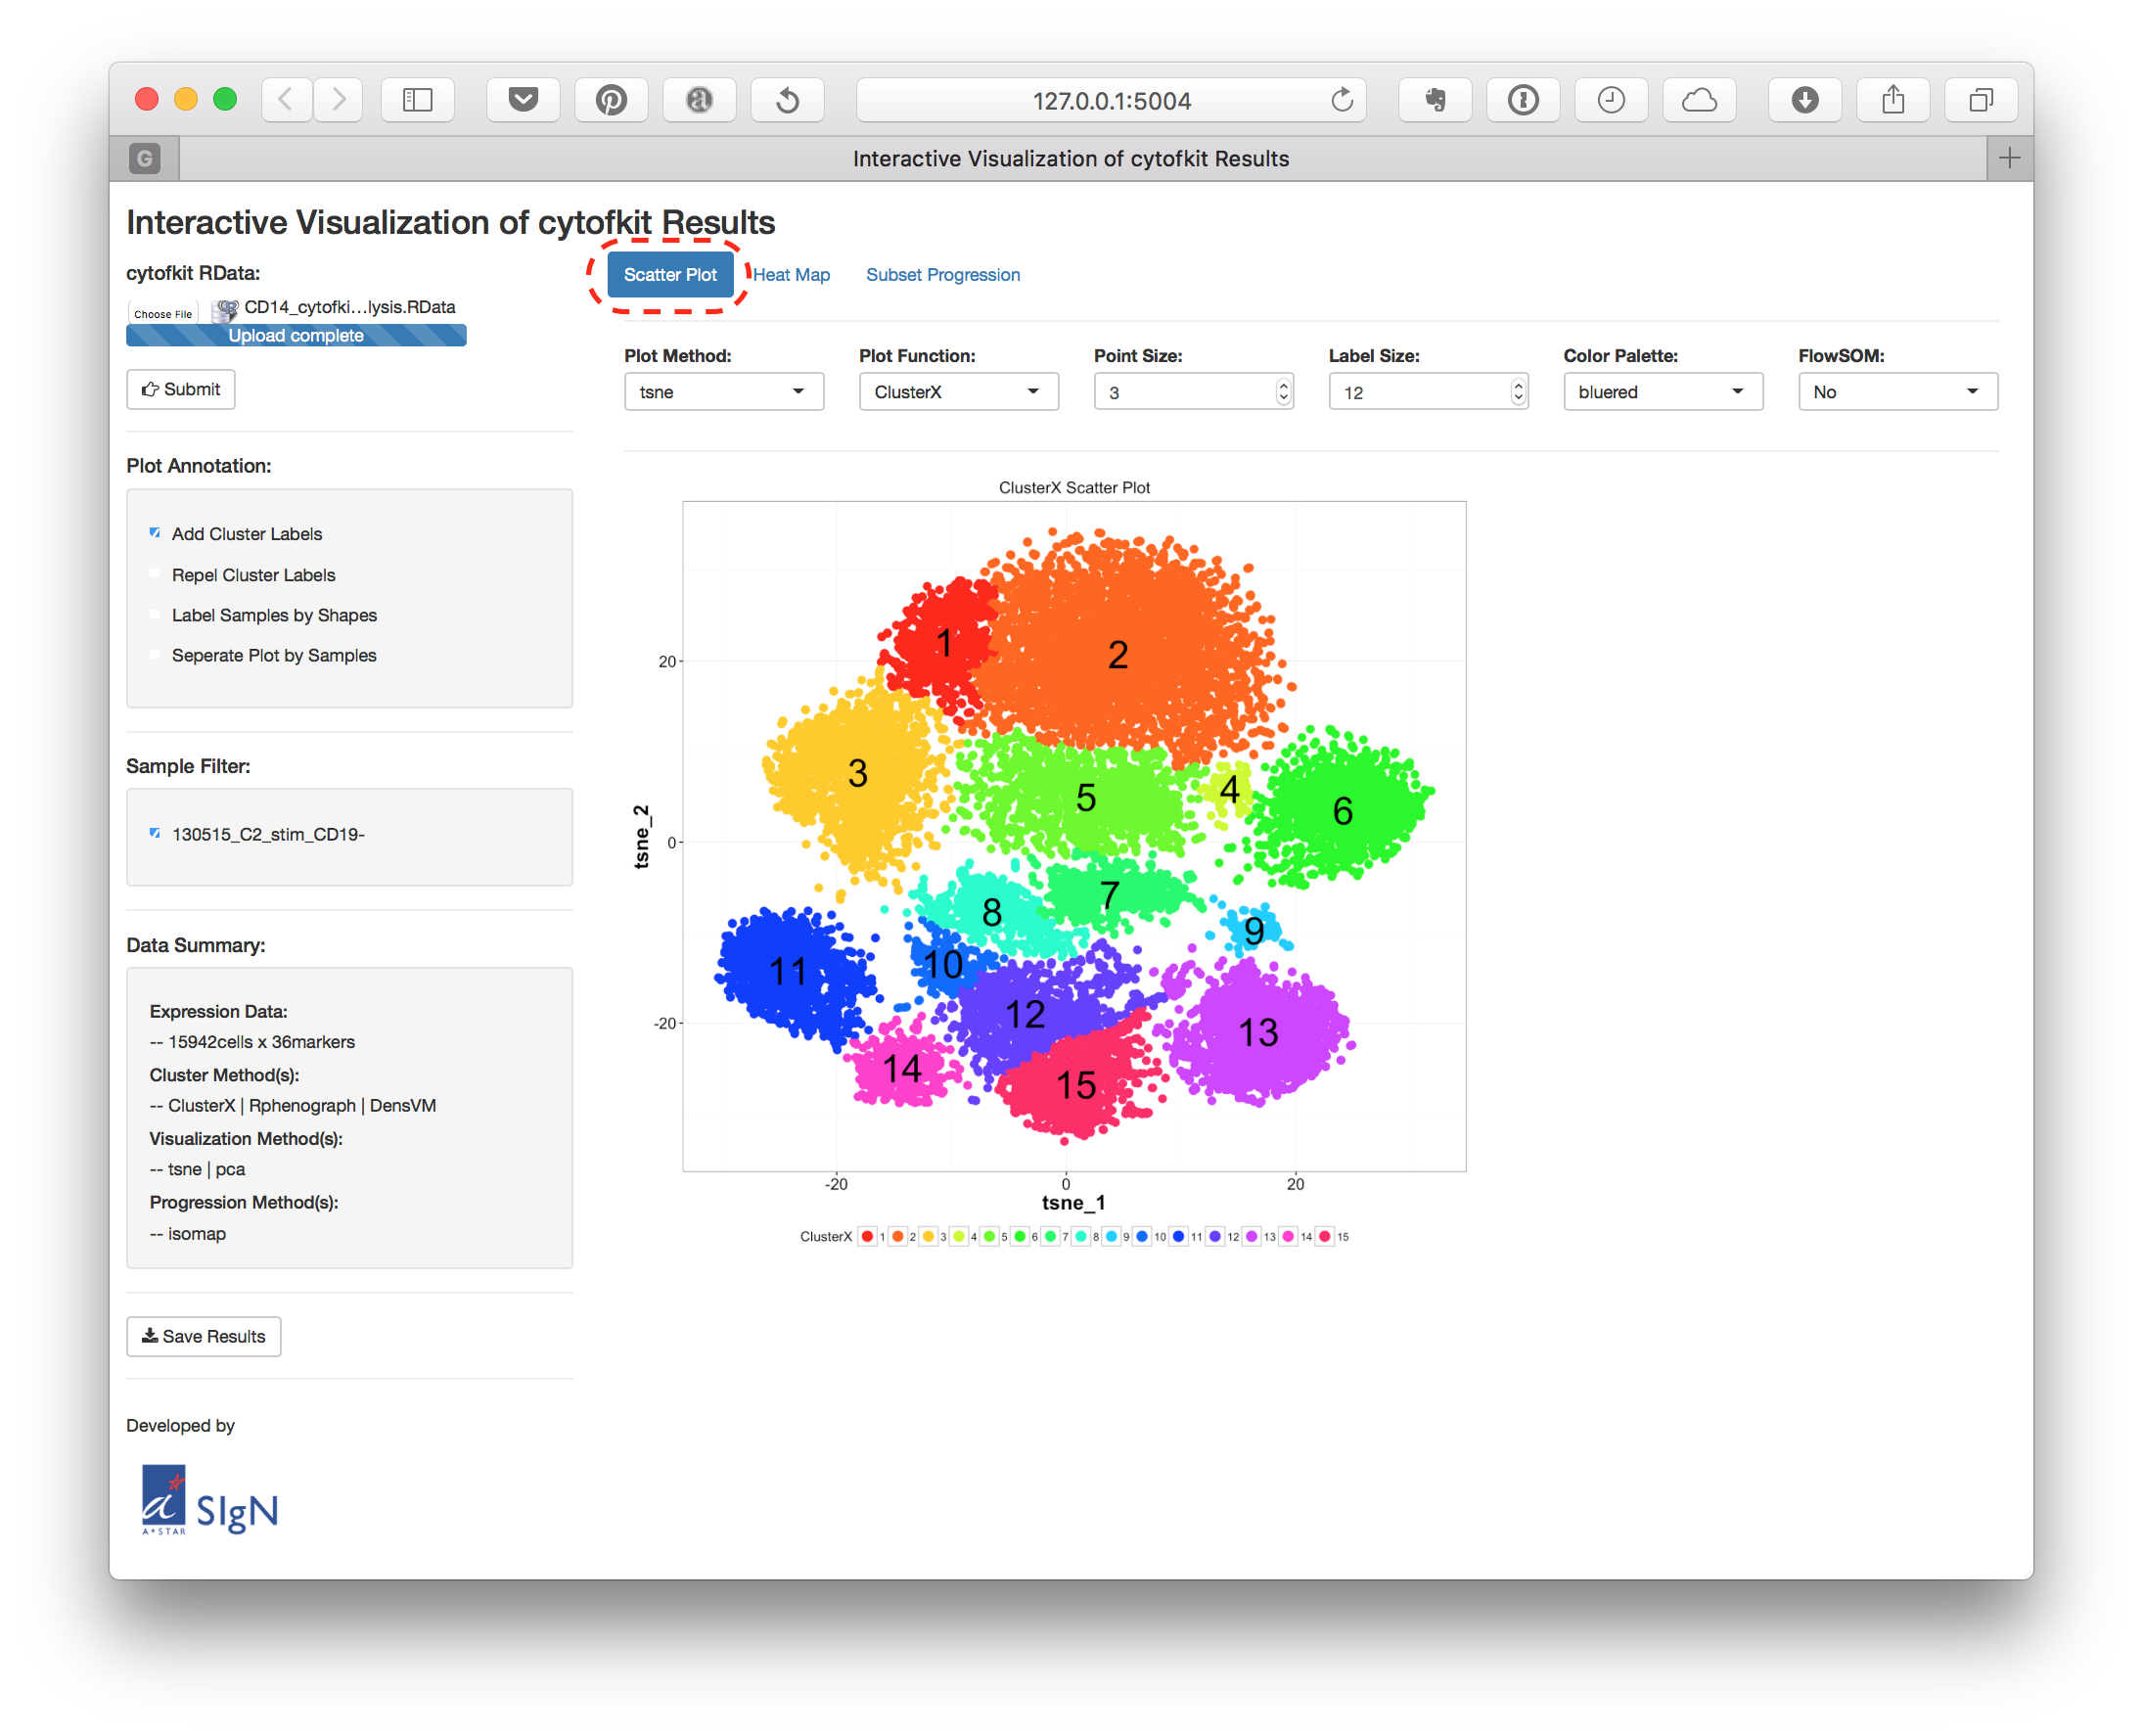 127.0.0.1:5004
G
Interactive Visualization of cytofkit Results
Interactive Visualization of cytofkit Results
cytofkit RData:
Choose File CD14_cytofki...lysis.RData
Upload complete
Submit
Plot Annotation:
Add Cluster Labels
Repel Cluster Labels
Label Samples by Shapes
Seperate Plot by Samples
Sample Filter:
130515_C2_stim_CD19-
Data Summary:
Expression Data:
-- 15942cells x 36markers
Cluster Method(s):
-- ClusterX | Rphenograph | DensVM
Visualization Method(s):
-- tsne | pca
Progression Method(s):
-- isomap
Save Results
Developed by
a
A*STAR
SIgN
Scatter Plot Heat Map Subset Progression
Plot Method: Plot Function: Point Size: Label Size: Color Palette: FlowSOM:
tsne ClusterX 3 12 bluered No
ClusterX Scatter Plot
1
2
3
4
5
6
7
8
9
10
11
12
13
14
15
20
0
-20
tsne_2
-20 0 20
tsne_1
ClusterX 1 2 3 4 5 6 7 8 9 10 11 12 13 14 15